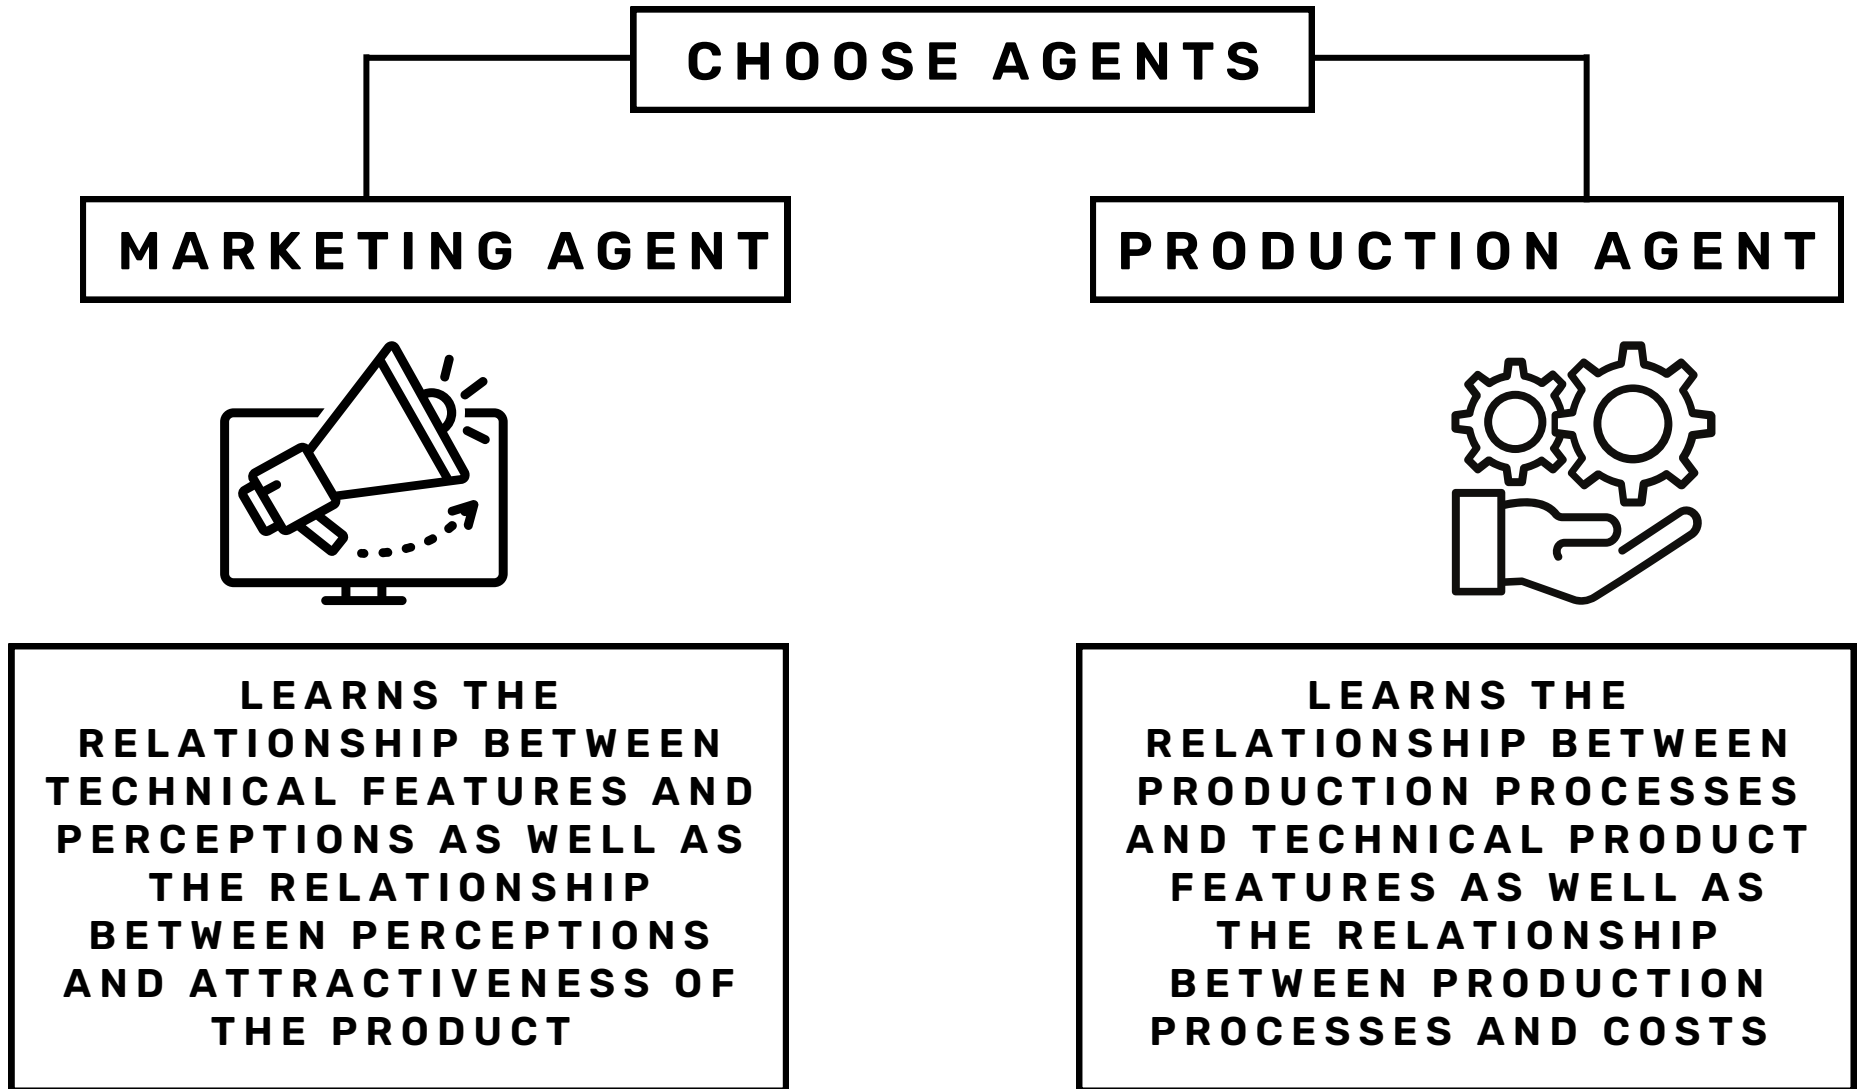 CHOOSE AGENTS
MARKETING AGENT
PRODUCTION AGENT
LEARNS THE
RELATIONSHIP BETWEEN
TECHNICAL FEATURES AND
PERCEPTIONS AS WELL AS
THE RELATIONSHIP
BETWEEN PERCEPTIONS
AND ATTRACTIVENESS OF
THE PRODUCT
LEARNS THE
RELATIONSHIP BETWEEN
PRODUCTION PROCESSES
AND TECHNICAL PRODUCT
FEATURES AS WELL AS
THE RELATIONSHIP
BETWEEN PRODUCTION
PROCESSES AND COSTS